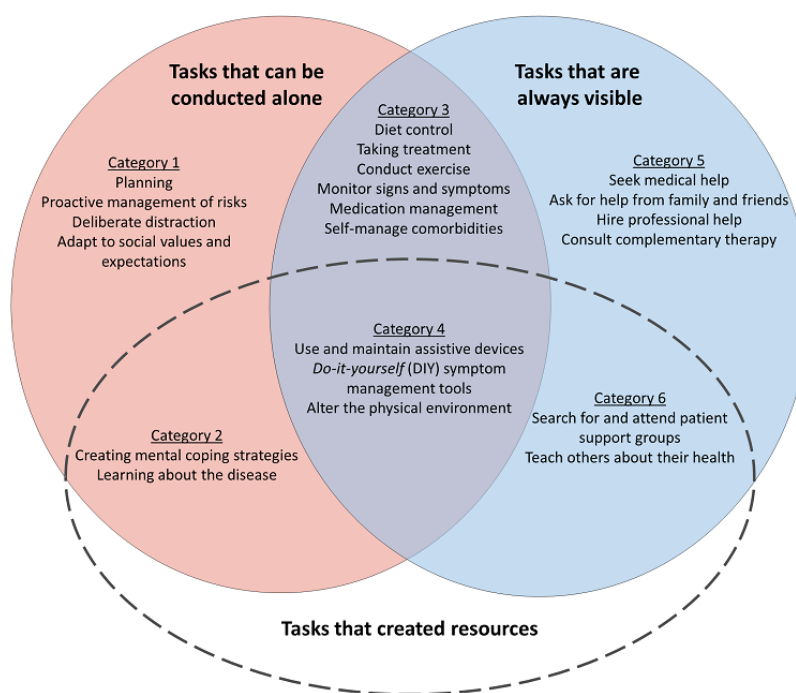 Tasks that can be
conducted alone
Tasks that are
always visible
Category 1
Planning
Proactive management of risks
Deliberate distraction
Adapt to social values and
expectations
Category 3
Diet control
Taking treatment
Conduct exercise
Monitor signs and symptoms
Medication management
Self-manage comorbidities
Category 5
Seek medical help
Ask for help from family and friends
Hire professional help
Consult complementary therapy
Category 2
Creating mental coping strategies
Learning about the disease
Category 4
Use and maintain assistive devices
Do-it-yourself (DIY) symptom
management tools
Alter the physical environment
Category 6
Search for and attend patient
support groups
Teach others about their health
Tasks that created resources